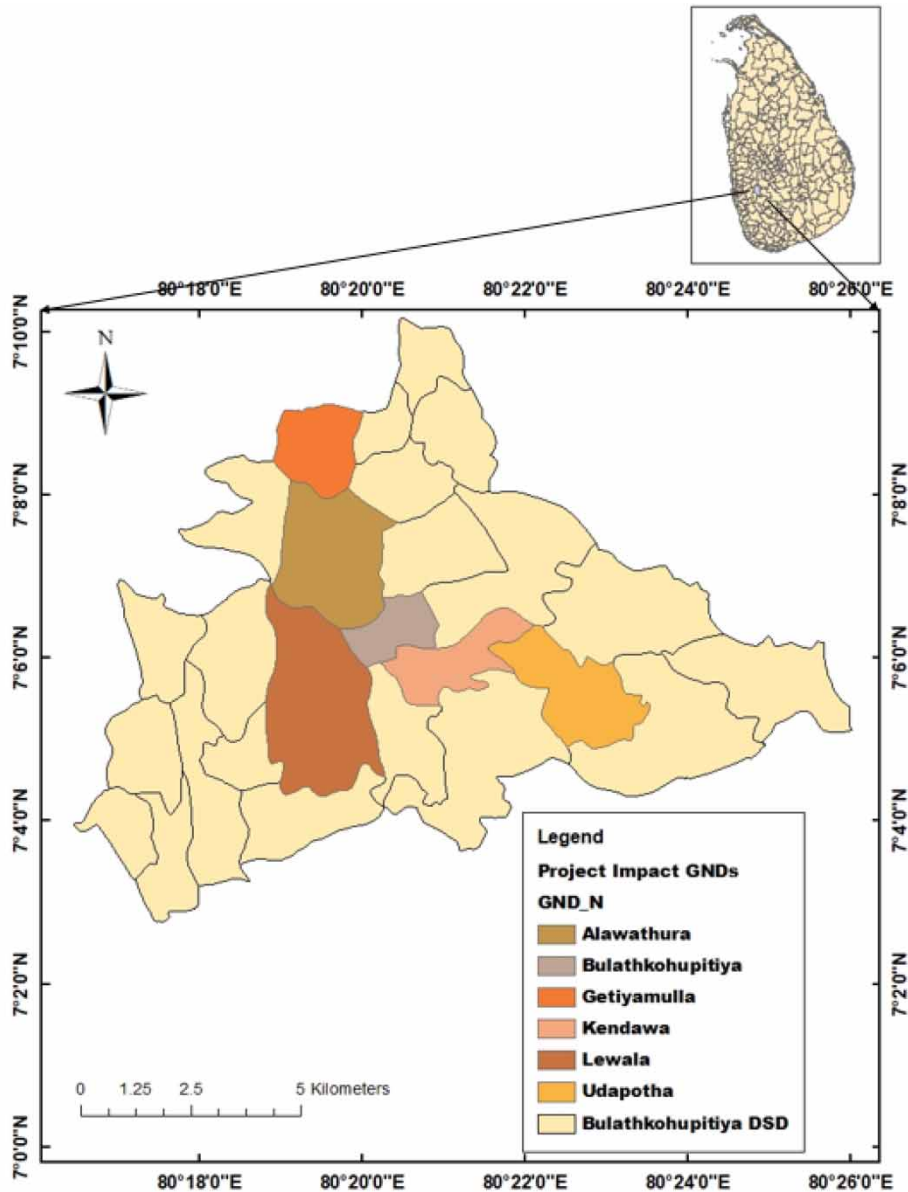 80°18'0"E 80°20'0"E 80°22'0"E 80°24'0"E 80°26'0"E
7°10'0"N 7°10'0"N
N
7°8'0"N 7°8'0"N
7°6'0"N 7°6'0"N
7°4'0"N 7°4'0"N
Legend
Project Impact GNDs
GND_N
Alawathura
Bulathkohupitiya
Getiyamulla
Kendawa
Lewala
Udapotha
Bulathkohupitiya DSD
7°2'0"N 7°2'0"N
0 1.25 2.5 5 Kilometers
7°0'0"N 7°0'0"N
80°18'0"E 80°20'0"E 80°22'0"E 80°24'0"E 80°26'0"E